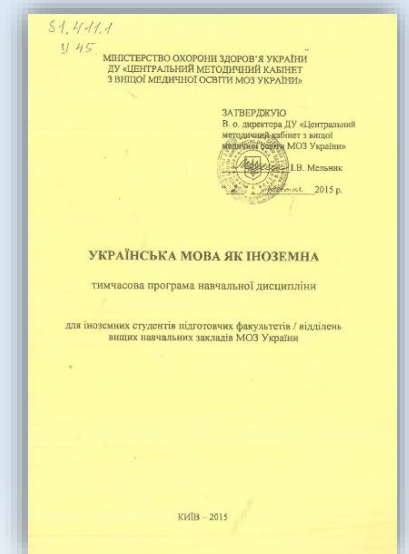 81.411.1
У 45
МІНІСТЕРСТВО ОХОРОНИ ЗДОРОВ'Я УКРАЇНИ
ДУ «ЦЕНТРАЛЬНИЙ МЕТОДИЧНИЙ КАБІНЕТ
З ВИЩОЇ МЕДИЧНОЇ ОСВІТИ МОЗ УКРАЇНИ»
ЗАТВЕРДЖУЮ
В. о. директора ДУ «Центральний
методичний кабінет з вищої
медичної освіти МОЗ України»
І.В. Мельник
2015 р.
УКРАЇНСЬКА МОВА ЯК ІНОЗЕМНА
тимчасова програма навчальної дисципліни
для іноземних студентів підготовчих факультетів / відділень
вищих навчальних закладів МОЗ України
КИЇВ – 2015